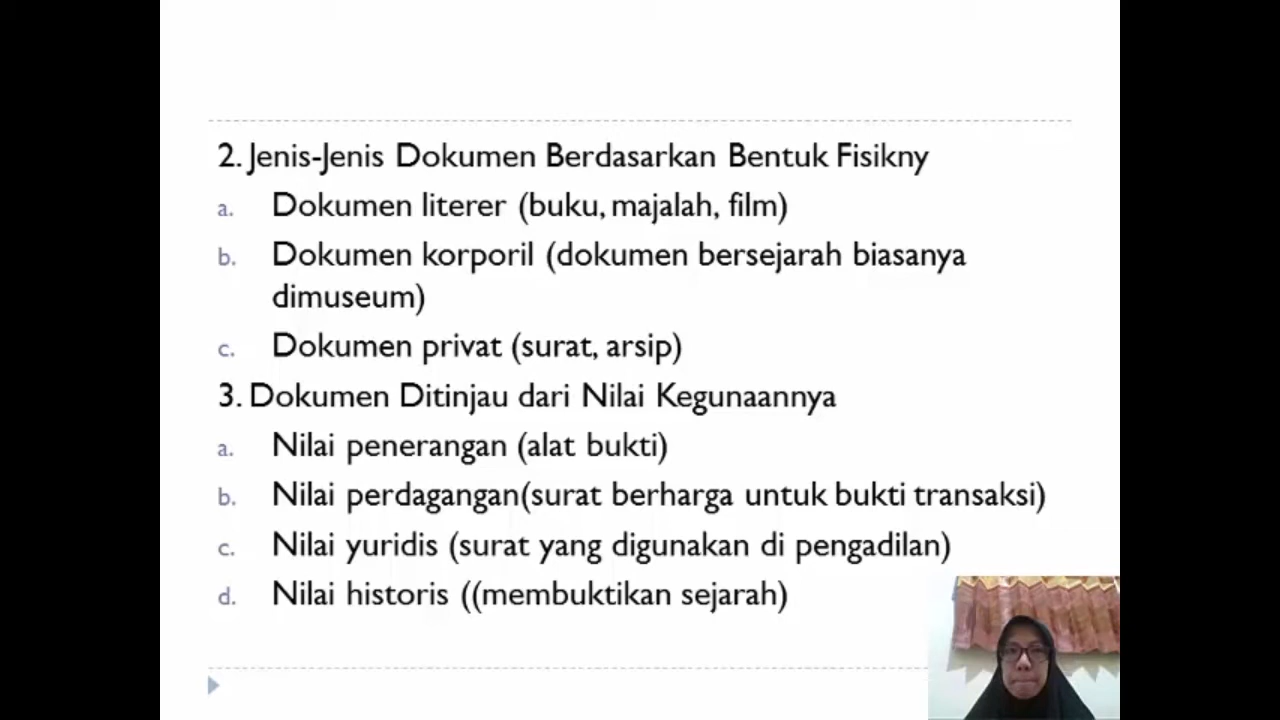 2. Jenis-Jenis Dokumen Berdasarkan Bentuk Fisikny
a. Dokumen literer (buku, majalah, film)
b. Dokumen korporil (dokumen bersejarah biasanya
dimuseum)
c. Dokumen privat (surat, arsip)
3. Dokumen Ditinjau dari Nilai Kegunaannya
a. Nilai penerangan (alat bukti)
b. Nilai perdagangan(surat berharga untuk bukti transaksi)
c. Nilai yuridis (surat yang digunakan di pengadilan)
d. Nilai historis ((membuktikan sejarah)